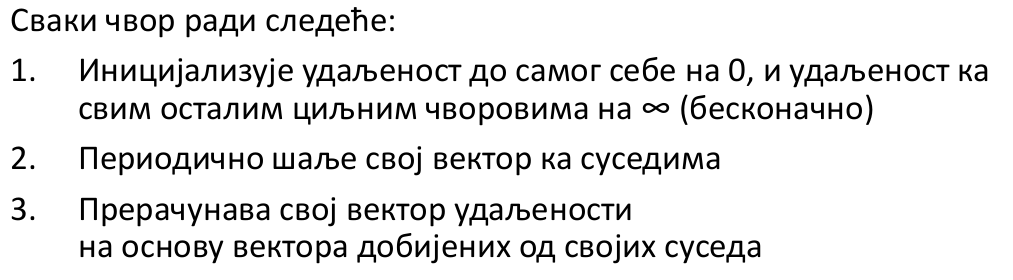 Сваки чвор ради следеће:
1. Иницијализује удаљеност до самог себе на 0, и удаљеност ка
свим осталим циљним чворовима на ∞ (бесконачно)
2. Периодично шаље свој вектор ка суседима
3. Прерачунава свој вектор удаљености
на основу вектора добијених од својих суседа